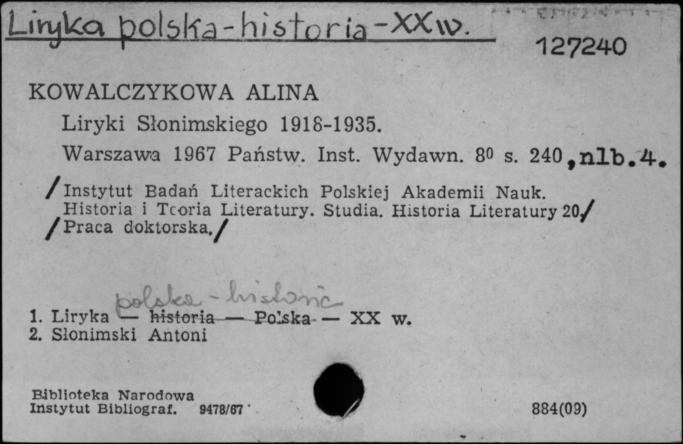 Liryka polska-historia-XX w.
127240
KOWALCZYKOWA ALINA
Liryki Słonimskiego 1918-1935.
Warszawa 1967 Państw. Inst. Wydawn. 8º s. 240, nlb. 4.
/Instytut Badań Literackich Polskiej Akademii Nauk.
Historia i Teoria Literatury. Studia. Historia Literatury 20/
/Praca doktorska./
polska - historia
1. Liryka — historia — Polska — XX w.
2. Słonimski Antoni
Biblioteka Narodowa
Instytut Bibliograf. 9478/67
884(09)